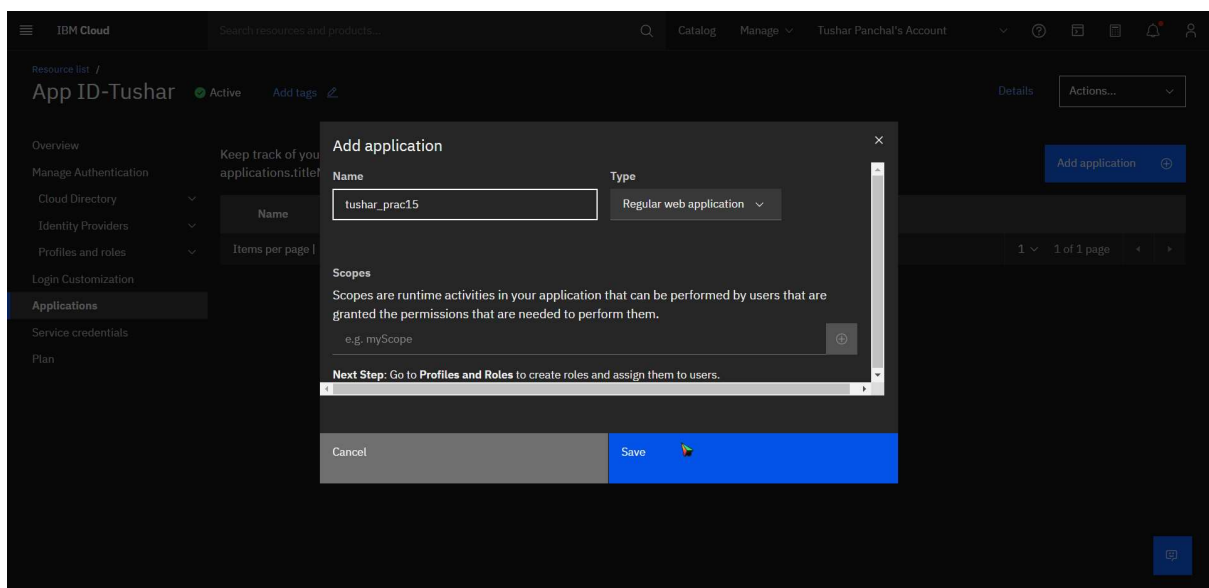 IBM Cloud
Search resources and products...
Catalog
Manage
Tushar Panchal's Account
Resource list /
App ID-Tushar
Active
Add tags
Details
Actions...
Overview
Manage Authentication
Cloud Directory
Identity Providers
Profiles and roles
Login Customization
Applications
Service credentials
Plan
Keep track of you
applications.title
Add application
Name
Items per page |
1
1 of 1 page
Add application
Name
Type
tushar_prac15
Regular web application
Scopes
Scopes are runtime activities in your application that can be performed by users that are
granted the permissions that are needed to perform them.
e.g. myScope
Next Step: Go to Profiles and Roles to create roles and assign them to users.
Cancel
Save